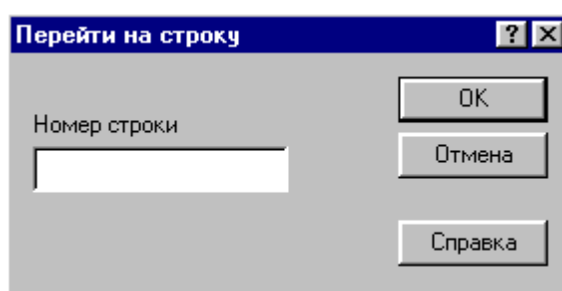 Перейти на строку
?
OK
Номер строки
Отмена
Справка